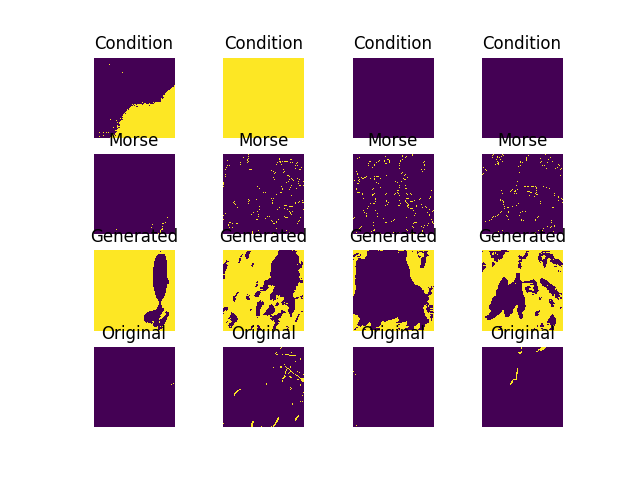 Condition Condition Condition Condition
Morse Morse Morse Morse
Generated Generated Generated Generated
Original Original Original Original